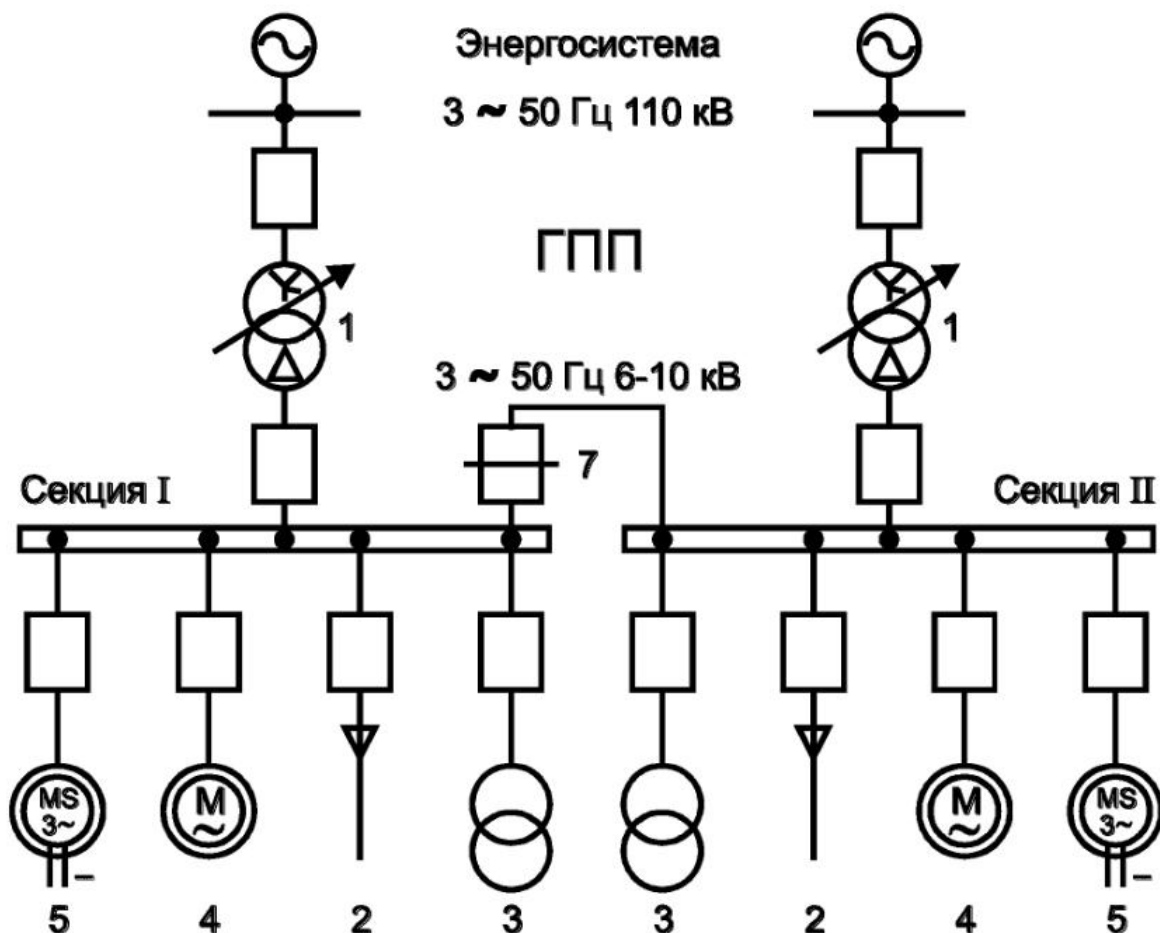 Энергосистема
3 ~ 50 Гц 110 кВ
ГПП
1
1
3 ~ 50 Гц 6-10 кВ
7
Секция I
Секция II
MS
3~
–
M
~
M
~
MS
3~
–
5 4 2 3 3 2 4 5